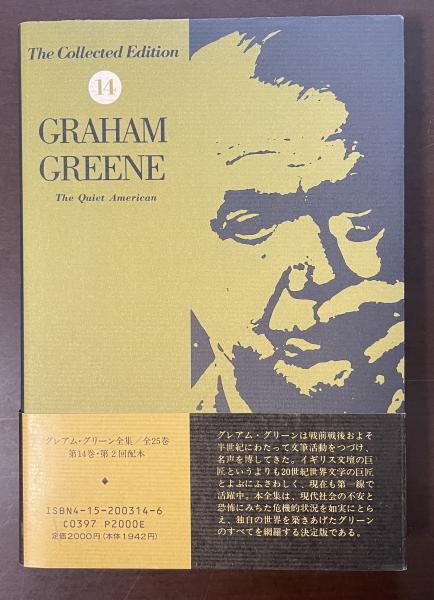 The Collected Edition
14
GRAHAM
GREENE
The Quiet American
グレアム・グリーン全集／全25巻
第14巻・第2回配本
ISBN4-15-200314-6
C0397 P2000E
定価2000円(本体1942円)
グレアム・グリーンは戦前戦後およそ
半世紀にわたって文筆活動をつづけ、
名声を博してきた。イギリス文壇の巨
匠というよりも20世紀世界文学の巨匠
とよぶにふさわしく、現在も第一線で
活躍中。本全集は、現代社会の不安と
恐怖にみちた危機的状況を如実にとら
え、独自の世界を築きあげたグリーン
のすべてを網羅する決定版である。